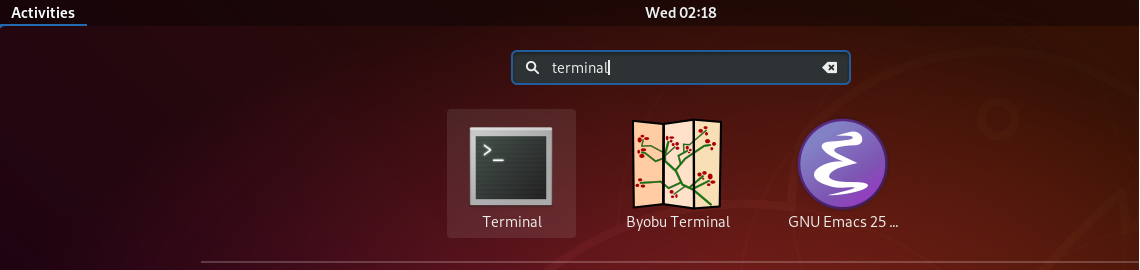 Activities
Wed 02:18
terminal
>_
Terminal
Byobu Terminal
GNU Emacs 25 ...